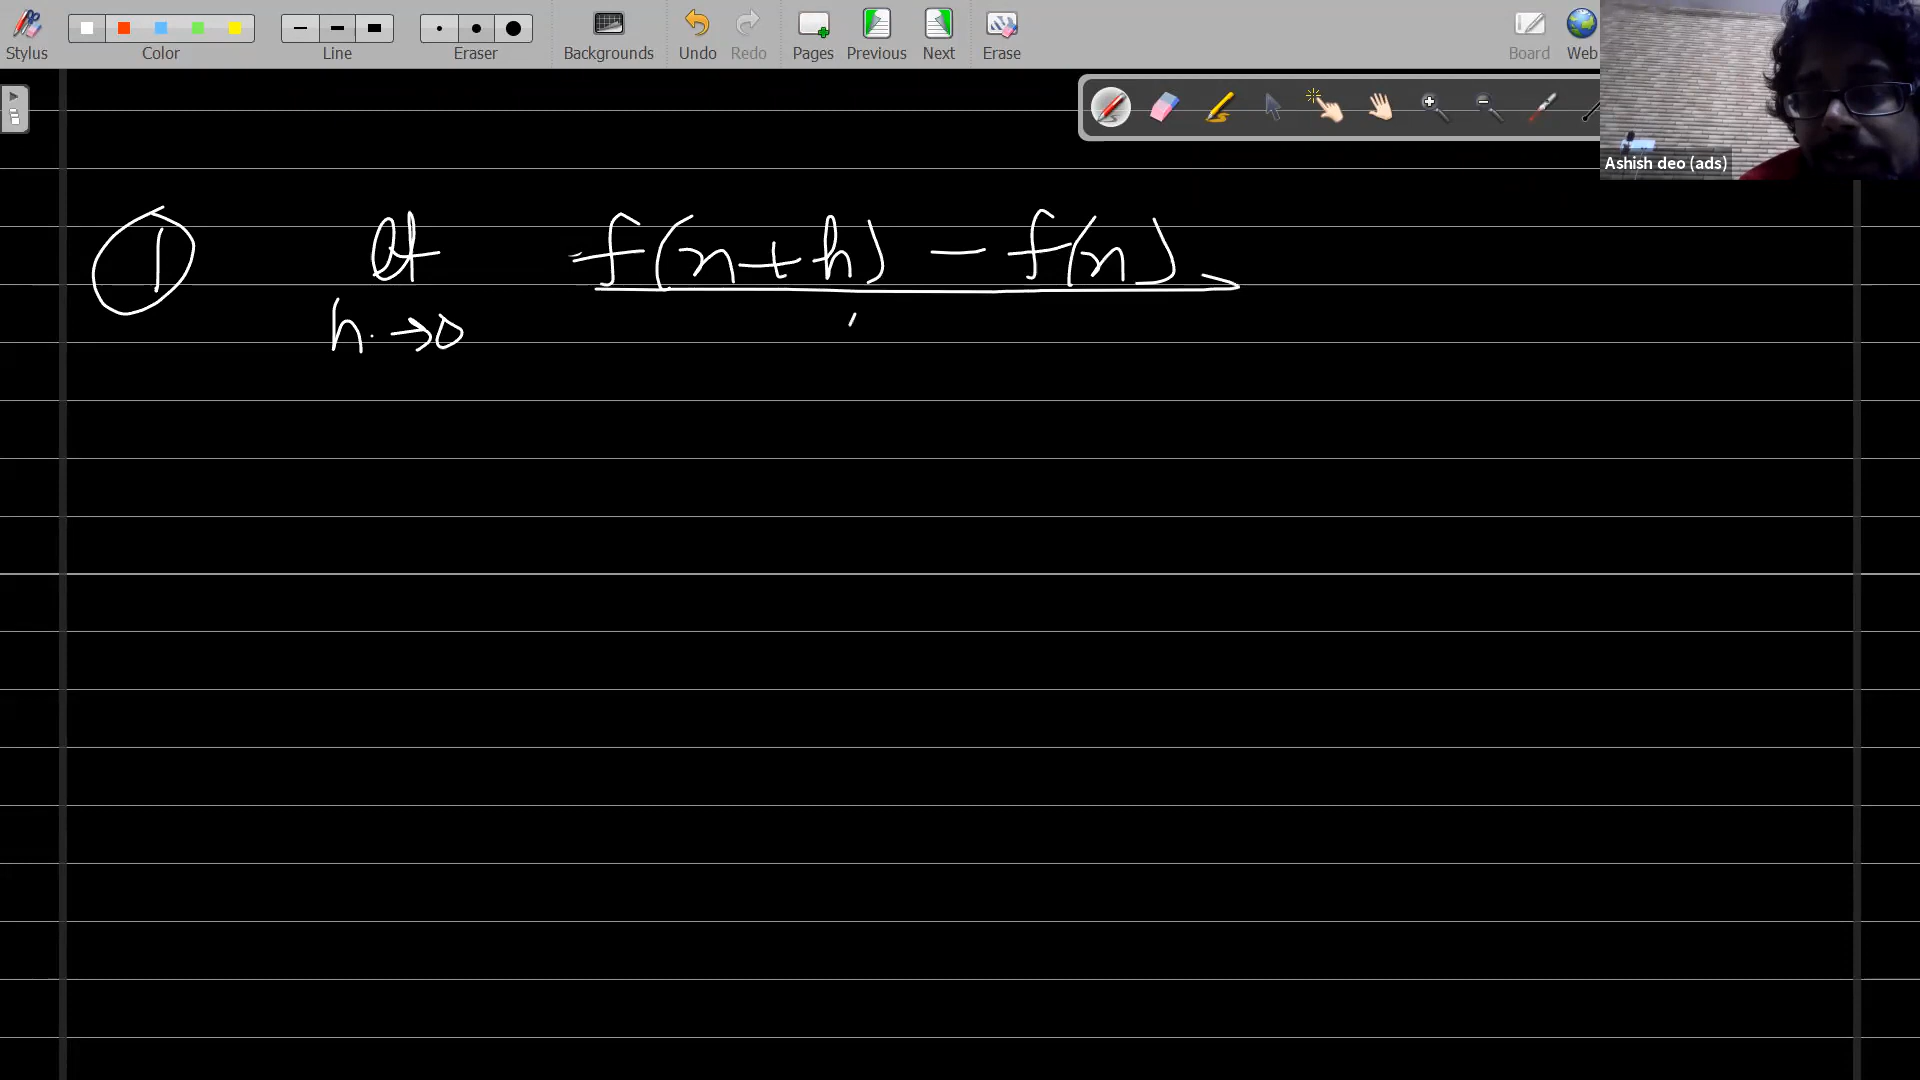 Stylus Color Line Eraser Backgrounds Undo Redo Pages Previous Next Erase Board Web
Ashish deo (ads)
① lt f(x+h) - f(x)
h → 0